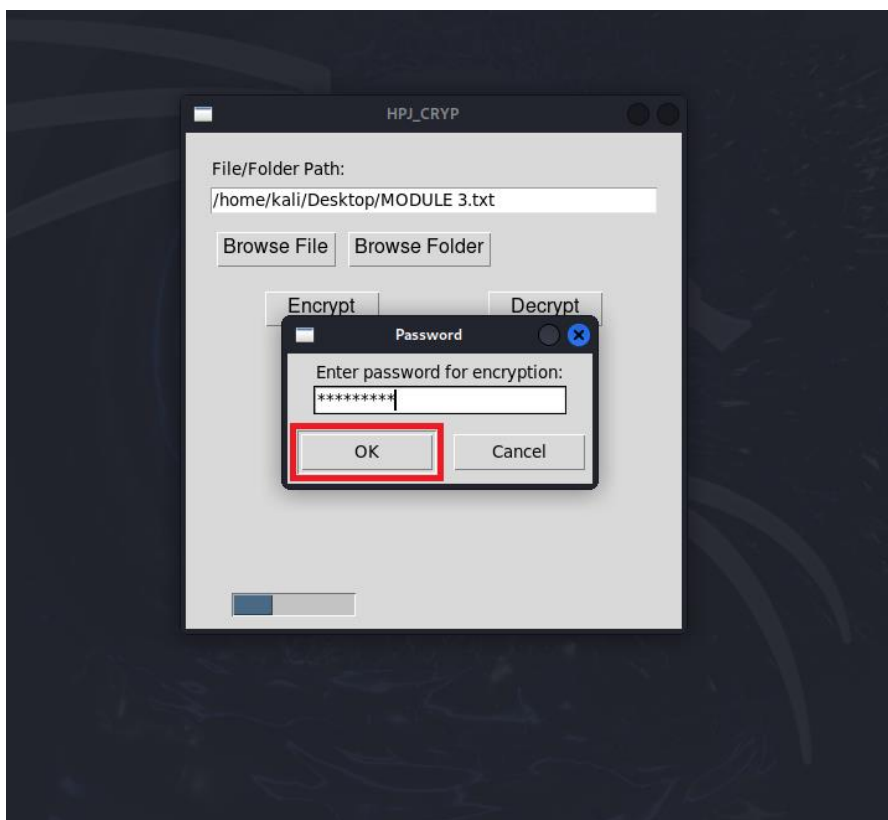 HPJ_CRYP
File/Folder Path:
/home/kali/Desktop/MODULE 3.txt
Browse File Browse Folder
Encrypt Decrypt
Password
Enter password for encryption:
*********
OK Cancel